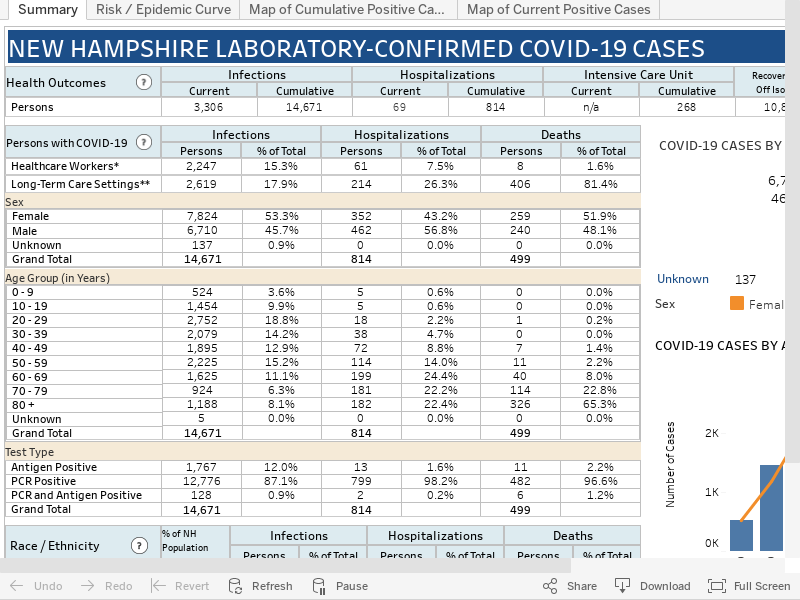 Summary Risk / Epidemic Curve Map of Cumulative Positive Ca... Map of Current Positive Cases
NEW HAMPSHIRE LABORATORY-CONFIRMED COVID-19 CASES
Health Outcomes ? Infections Hospitalizations Intensive Care Unit
Current Cumulative Current Cumulative Current Cumulative Off Iso
Persons 3,306 14,671 69 814 n/a 268 10,8
Persons with COVID-19 ? Infections Hospitalizations Deaths
Persons % of Total Persons % of Total Persons % of Total
Healthcare Workers* 2,247 15.3% 61 7.5% 8 1.6%
Long-Term Care Settings** 2,619 17.9% 214 26.3% 406 81.4%
Sex
Female 7,824 53.3% 352 43.2% 259 51.9%
Male 6,710 45.7% 462 56.8% 240 48.1%
Unknown 137 0.9% 0 0.0% 0 0.0%
Grand Total 14,671 814 499
Age Group (in Years)
0 - 9 524 3.6% 5 0.6% 0 0.0%
10 - 19 1,454 9.9% 5 0.6% 0 0.0%
20 - 29 2,752 18.8% 18 2.2% 1 0.2%
30 - 39 2,079 14.2% 38 4.7% 0 0.0%
40 - 49 1,895 12.9% 72 8.8% 7 1.4%
50 - 59 2,225 15.2% 114 14.0% 11 2.2%
60 - 69 1,625 11.1% 199 24.4% 40 8.0%
70 - 79 924 6.3% 181 22.2% 114 22.8%
80 + 1,188 8.1% 182 22.4% 326 65.3%
Unknown 5 0.0% 0 0.0% 0 0.0%
Grand Total 14,671 814 499
Test Type
Antigen Positive 1,767 12.0% 13 1.6% 11 2.2%
PCR Positive 12,776 87.1% 799 98.2% 482 96.6%
PCR and Antigen Positive 128 0.9% 2 0.2% 6 1.2%
Grand Total 14,671 814 499
Race / Ethnicity ? % of NH Population Infections Hospitalizations Deaths
Persons % of Total Persons % of Total Persons % of Total
COVID-19 CASES BY
6,7
46
Unknown 137
Sex Femal
COVID-19 CASES BY A
Number of Cases
2K
1K
0K
Undo Redo Revert Refresh Pause Share Download Full Screen